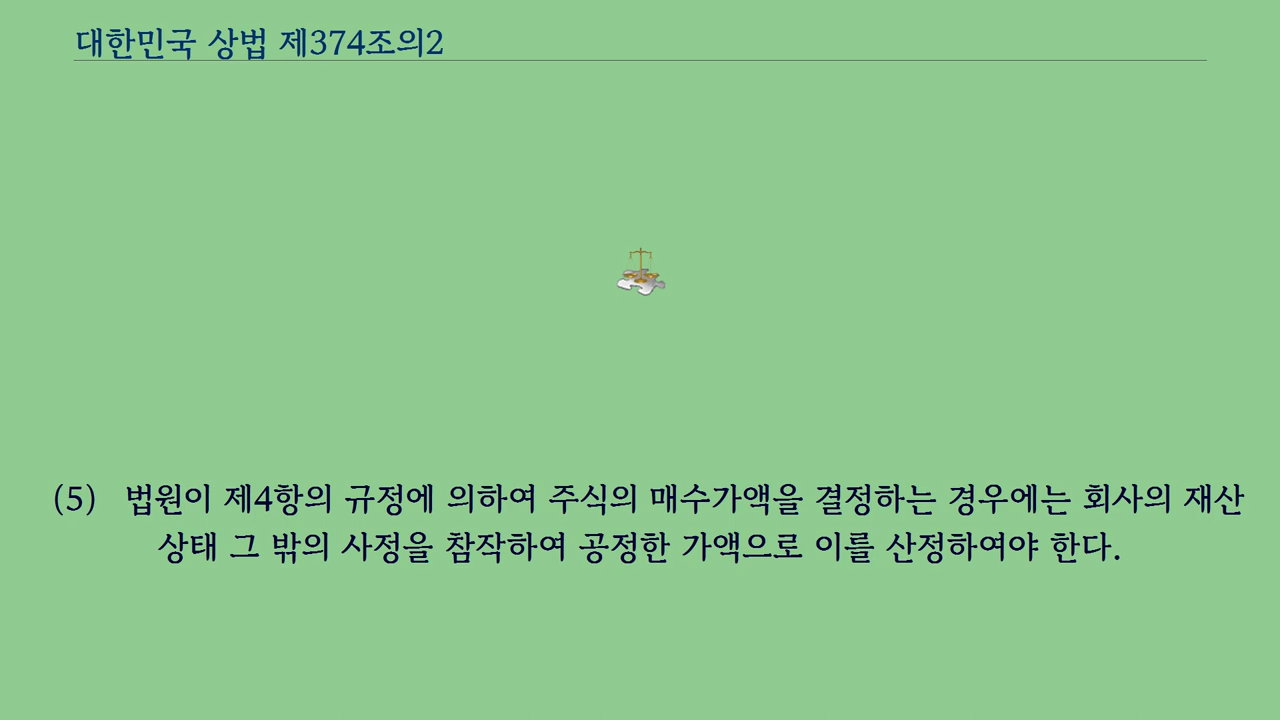 대한민국 상법 제374조의2
(5) 법원이 제4항의 규정에 의하여 주식의 매수가액을 결정하는 경우에는 회사의 재산
상태 그 밖의 사정을 참작하여 공정한 가액으로 이를 산정하여야 한다.